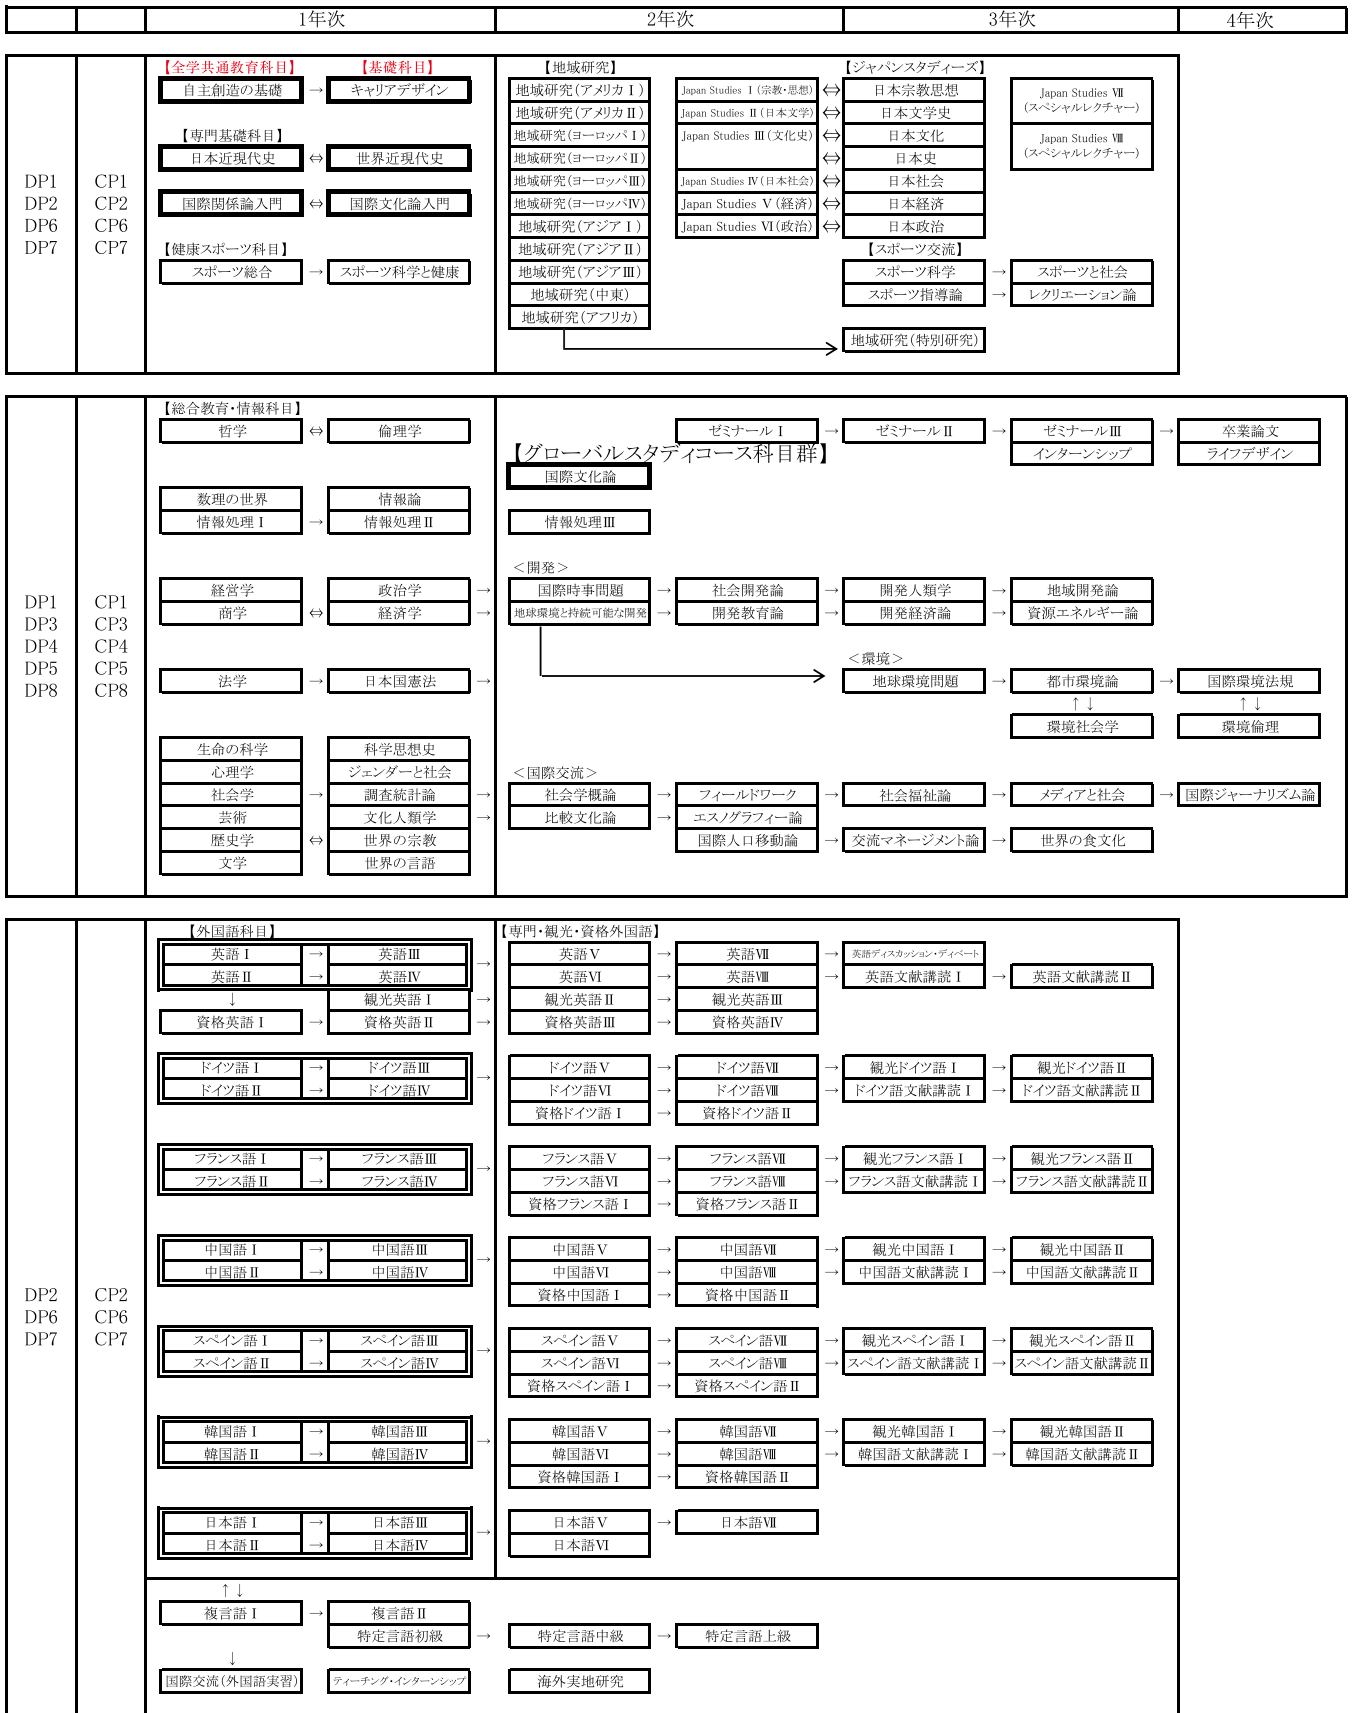 1年次 2年次 3年次 4年次
【全学共通教育科目】 【基礎科目】 【地域研究】 【ジャパンスタディーズ】
自主創造の基礎 → キャリアデザイン 地域研究(アメリカⅠ) Japan Studies Ⅰ(宗教・思想) ⇔ 日本宗教思想 Japan Studies Ⅶ
(スペシャルレクチャー)
地域研究(アメリカⅡ) Japan Studies Ⅱ(日本文学) ⇔ 日本文学史
【専門基礎科目】 地域研究(ヨーロッパⅠ) Japan Studies Ⅲ(文化史) ⇔ 日本文化 Japan Studies Ⅷ
(スペシャルレクチャー)
日本近現代史 ⇔ 世界近現代史 地域研究(ヨーロッパⅡ) ⇔ 日本史
DP1 CP1 地域研究(ヨーロッパⅢ) Japan Studies Ⅳ(日本社会) ⇔ 日本社会
DP2 CP2 国際関係論入門 ⇔ 国際文化論入門 地域研究(ヨーロッパⅣ) Japan Studies Ⅴ(経済) ⇔ 日本経済
DP6 CP6 地域研究(アジアⅠ) Japan Studies Ⅵ(政治) ⇔ 日本政治
DP7 CP7 【健康スポーツ科目】 地域研究(アジアⅡ) 【スポーツ交流】
スポーツ総合 → スポーツ科学と健康 地域研究(アジアⅢ) スポーツ科学 → スポーツと社会
地域研究(中東) スポーツ指導論 → レクリエーション論
地域研究(アフリカ)
地域研究(特別研究)
【総合教育・情報科目】
哲学 ⇔ 倫理学 ゼミナールⅠ → ゼミナールⅡ → ゼミナールⅢ → 卒業論文
【グローバルスタディコース科目群】 インターンシップ ライフデザイン
国際文化論
数理の世界 情報論
情報処理Ⅰ → 情報処理Ⅱ 情報処理Ⅲ
＜開発＞
経営学 政治学 → 国際時事問題 → 社会開発論 → 開発人類学 → 地域開発論
DP1 CP1 商学 ⇔ 経済学 → 地球環境と持続可能な開発 → 開発教育論 → 開発経済論 → 資源エネルギー論
DP3 CP3
DP4 CP4 ＜環境＞
DP5 CP5 法学 → 日本国憲法 → 地球環境問題 → 都市環境論 → 国際環境法規
DP8 CP8 ↑↓ ↑↓
環境社会学 環境倫理
生命の科学 科学思想史
心理学 ジェンダーと社会 ＜国際交流＞
社会学 → 調査統計論 → 社会学概論 → フィールドワーク → 社会福祉論 → メディアと社会 → 国際ジャーナリズム論
芸術 文化人類学 → 比較文化論 → エスノグラフィー論
歴史学 ⇔ 世界の宗教 国際人口移動論 → 交流マネージメント論 → 世界の食文化
文学 世界の言語
【外国語科目】 【専門・観光・資格外国語】
英語Ⅰ → 英語Ⅲ → 英語Ⅴ → 英語Ⅶ → 英語ディスカッション・ディベート
英語Ⅱ → 英語Ⅳ 英語Ⅵ → 英語Ⅷ → 英語文献講読Ⅰ → 英語文献講読Ⅱ
↓ 観光英語Ⅰ → 観光英語Ⅱ → 観光英語Ⅲ
資格英語Ⅰ → 資格英語Ⅱ → 資格英語Ⅲ → 資格英語Ⅳ
ドイツ語Ⅰ → ドイツ語Ⅲ → ドイツ語Ⅴ → ドイツ語Ⅶ → 観光ドイツ語Ⅰ → 観光ドイツ語Ⅱ
ドイツ語Ⅱ → ドイツ語Ⅳ ドイツ語Ⅵ → ドイツ語Ⅷ → ドイツ語文献講読Ⅰ → ドイツ語文献講読Ⅱ
資格ドイツ語Ⅰ → 資格ドイツ語Ⅱ
フランス語Ⅰ → フランス語Ⅲ → フランス語Ⅴ → フランス語Ⅶ → 観光フランス語Ⅰ → 観光フランス語Ⅱ
フランス語Ⅱ → フランス語Ⅳ フランス語Ⅵ → フランス語Ⅷ → フランス語文献講読Ⅰ → フランス語文献講読Ⅱ
資格フランス語Ⅰ → 資格フランス語Ⅱ
中国語Ⅰ → 中国語Ⅲ → 中国語Ⅴ → 中国語Ⅶ → 観光中国語Ⅰ → 観光中国語Ⅱ
中国語Ⅱ → 中国語Ⅳ 中国語Ⅵ → 中国語Ⅷ → 中国語文献講読Ⅰ → 中国語文献講読Ⅱ
DP2 CP2 資格中国語Ⅰ → 資格中国語Ⅱ
DP6 CP6
DP7 CP7 スペイン語Ⅰ → スペイン語Ⅲ → スペイン語Ⅴ → スペイン語Ⅶ → 観光スペイン語Ⅰ → 観光スペイン語Ⅱ
スペイン語Ⅱ → スペイン語Ⅳ スペイン語Ⅵ → スペイン語Ⅷ → スペイン語文献講読Ⅰ → スペイン語文献講読Ⅱ
資格スペイン語Ⅰ → 資格スペイン語Ⅱ
韓国語Ⅰ → 韓国語Ⅲ → 韓国語Ⅴ → 韓国語Ⅶ → 観光韓国語Ⅰ → 観光韓国語Ⅱ
韓国語Ⅱ → 韓国語Ⅳ 韓国語Ⅵ → 韓国語Ⅷ → 韓国語文献講読Ⅰ → 韓国語文献講読Ⅱ
資格韓国語Ⅰ → 資格韓国語Ⅱ
日本語Ⅰ → 日本語Ⅲ → 日本語Ⅴ → 日本語Ⅶ
日本語Ⅱ → 日本語Ⅳ 日本語Ⅵ
↑↓
複言語Ⅰ → 複言語Ⅱ
特定言語初級 → 特定言語中級 → 特定言語上級
↓
国際交流(外国語実習) ティーチング・インターンシップ 海外実地研究